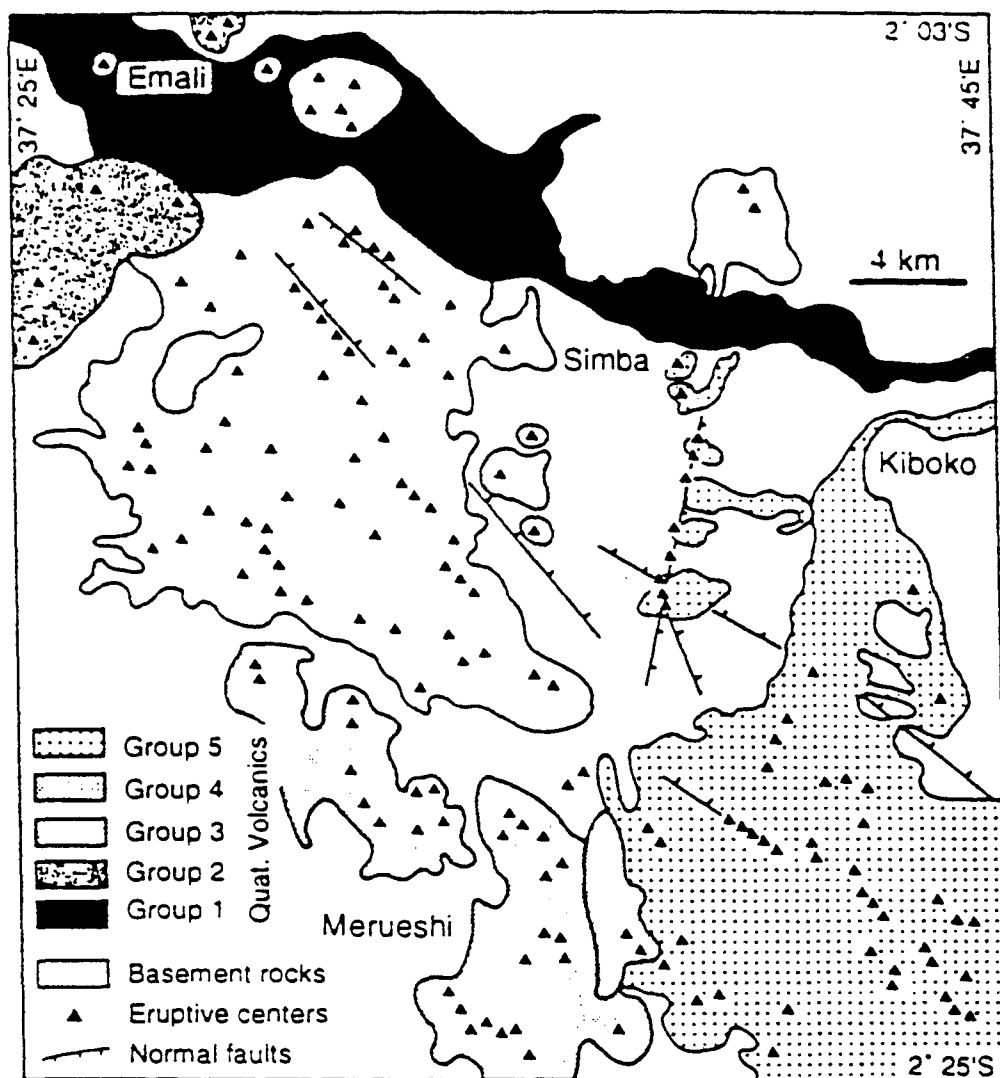 2° 03'S
37° 25'E
37° 45'E
Emali
4 km
Simba
Kiboko
Group 5
Group 4
Group 3
Group 2
Group 1
Quat. Volcanics
Merueshi
Basement rocks
Eruptive centers
Normal faults
2° 25'S